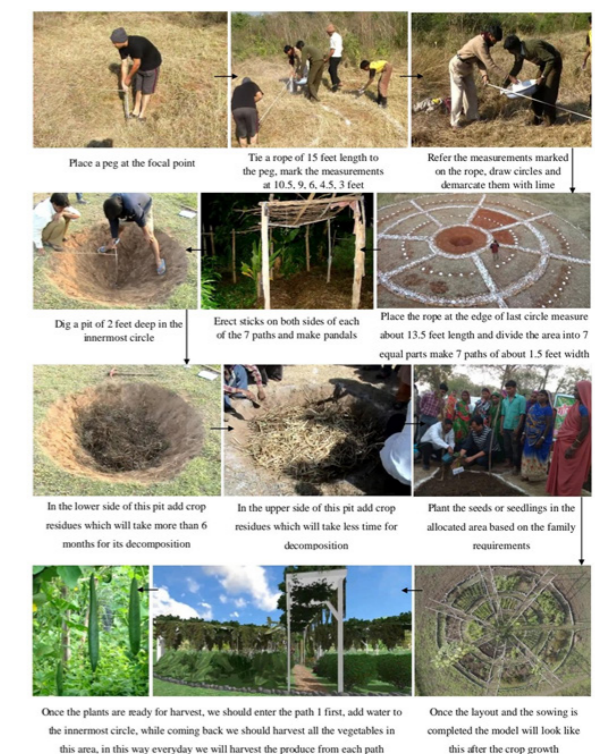 Place a peg at the focal point
Tie a rope of 15 feet length to
the peg, mark the measurements
at 10.5, 9, 6, 4.5, 3 feet
Refer the measurements marked
on the rope, draw circles and
demarcate them with lime
Dig a pit of 2 feet deep in the
innermost circle
Erect sticks on both sides of each
of the 7 paths and make pandals
Place the rope at the edge of last circle measure
about 13.5 feet length and divide the area into 7
equal parts make 7 paths of about 1.5 feet width
In the lower side of this pit add crop
residues which will take more than 6
months for its decomposition
In the upper side of this pit add crop
residues which will take less time for
decomposition
Plant the seeds or seedlings in the
allocated area based on the family
requirements
Once the plants are ready for harvest, we should enter the path 1 first, add water to
the innermost circle, while coming back we should harvest all the vegetables in
this area, in this way everyday we will harvest the produce from each path
Once the layout and the sowing is
completed the model will look like
this after the crop growth